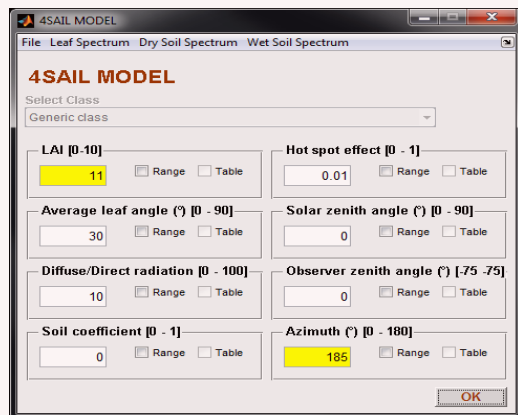 4SAIL MODEL
File Leaf Spectrum Dry Soil Spectrum Wet Soil Spectrum
4SAIL MODEL
Select Class
Generic class
LAI [0-10]
11 Range Table
Hot spot effect [0 - 1]
0.01 Range Table
Average leaf angle (°) [0 - 90]
30 Range Table
Solar zenith angle (°) [0 - 90]
0 Range Table
Diffuse/Direct radiation [0 - 100]
10 Range Table
Observer zenith angle (°) [-75 -75]
0 Range Table
Soil coefficient [0 - 1]
0 Range Table
Azimuth (°) [0 - 180]
185 Range Table
OK